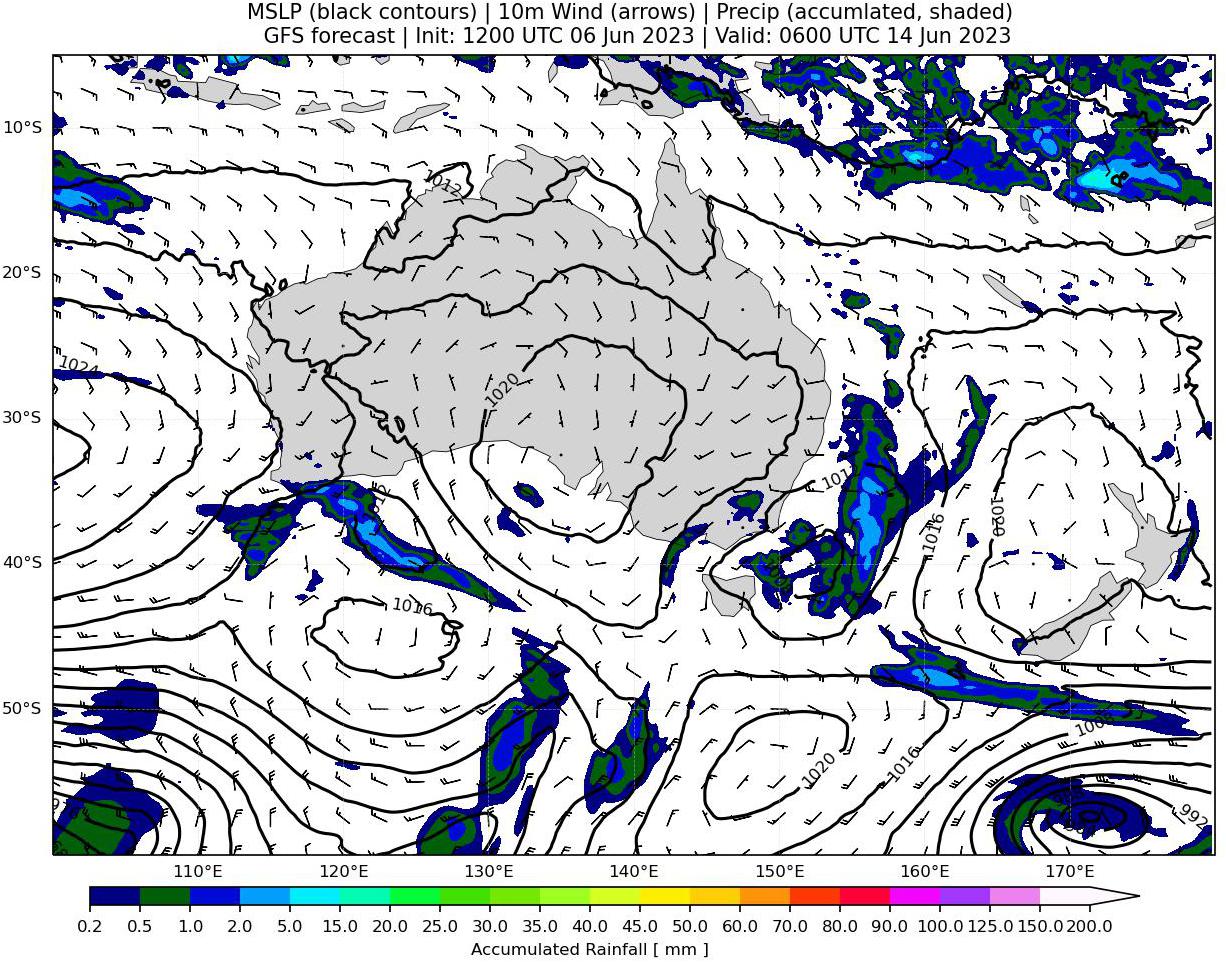 MSLP (black contours) | 10m Wind (arrows) | Precip (accumlated, shaded)
GFS forecast | Init: 1200 UTC 06 Jun 2023 | Valid: 0600 UTC 14 Jun 2023
10°S
1012
20°S
1024
1020
30°S
1016
1020
40°S
1016
50°S
1008
1020
1016
992
110°E 120°E 130°E 140°E 150°E 160°E 170°E
0.2 0.5 1.0 2.0 5.0 10.0 15.0 20.0 25.0 30.0 35.0 40.0 45.0 50.0 60.0 70.0 80.0 90.0 100.0 125.0 150.0 200.0
Accumulated Rainfall [ mm ]